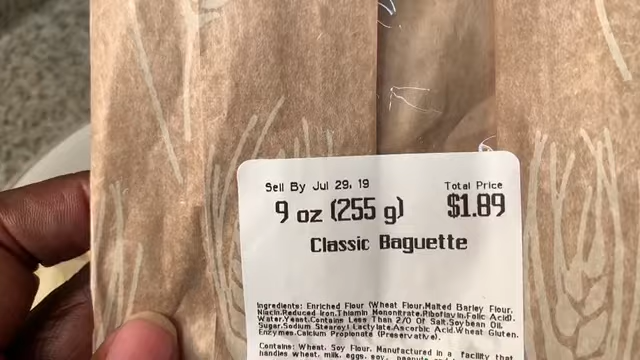 Sell By Jul 29, 19
Total Price
9 oz (255 g)
$1.89
Classic Baguette
Ingredients: Enriched Flour (Wheat Flour,Malted Barley Flour,
Niacin,Reduced Iron,Thiamin Mononitrate,Riboflavin,Folic Acid),
Water,Yeast,Contains Less Than 2/0 Of Salt,Soybean Oil,
Sugar,Sodium Stearoyl Lactylate,Ascorbic Acid,Wheat Gluten,
Enzymes,Calcium Propionate (Preservative).
Contains: Wheat, Soy Flour. Manufactured in a facility that
handles wheat, milk, eggs, soy, peanuts